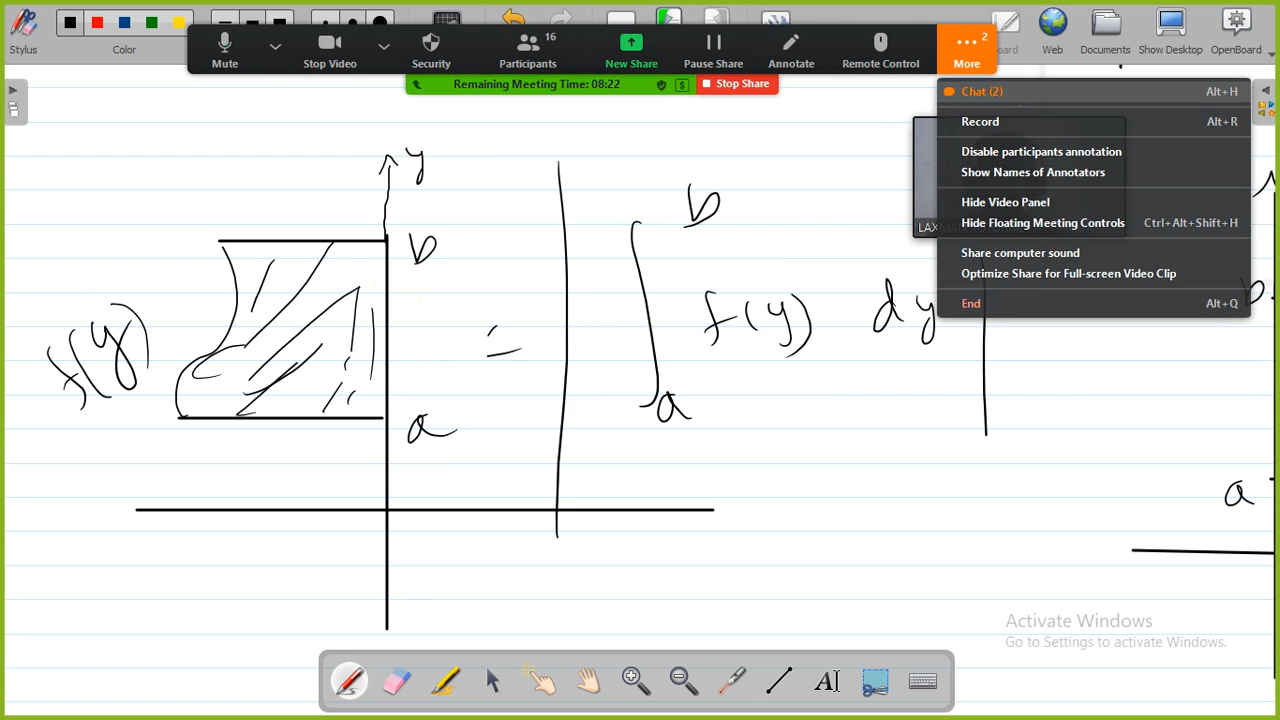 Stylus
Color
Mute
Stop Video
Security
16
Participants
New Share
Pause Share
Annotate
Remote Control
2
More
Web
Documents
Show Desktop
OpenBoard
Remaining Meeting Time: 08:22
Stop Share
Chat (2) Alt+H
Record Alt+R
Disable participants annotation
Show Names of Annotators
Hide Video Panel
Hide Floating Meeting Controls Ctrl+Alt+Shift+H
Share computer sound
Optimize Share for Full-screen Video Clip
End Alt+Q
y
b
f(y)
a
= | ∫ b a f(y) dy |
b
a
Activate Windows
Go to Settings to activate Windows.